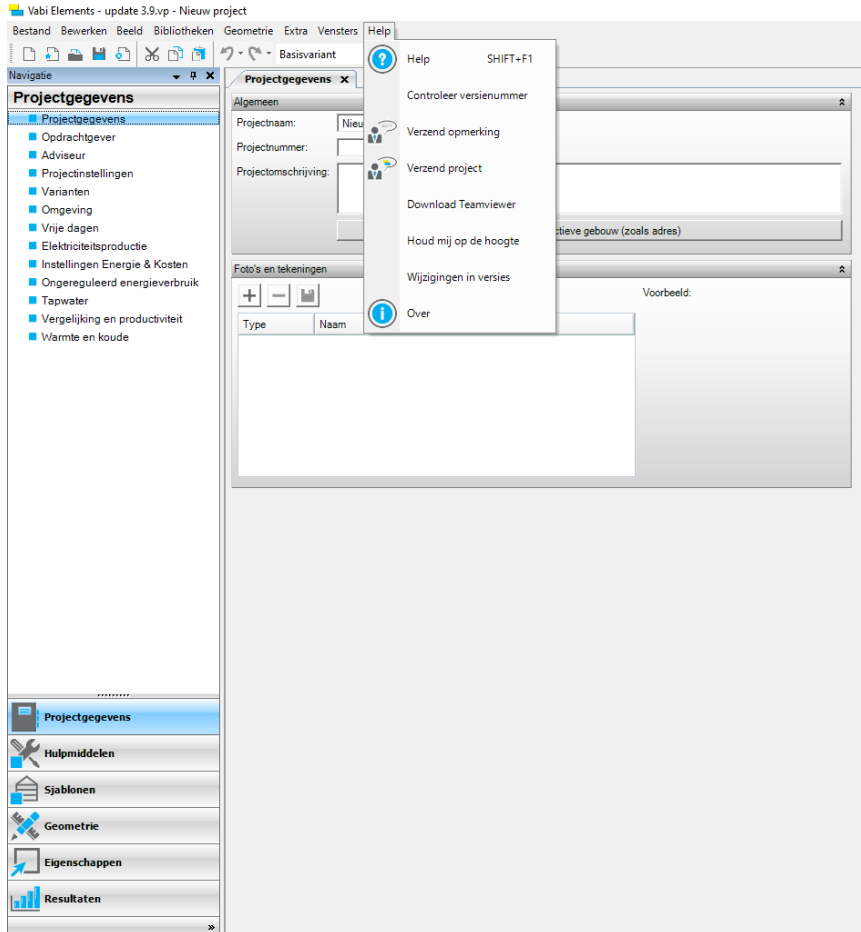 Vabi Elements - update 3.9.vp - Nieuw project
Bestand Bewerken Beeld Bibliotheken Geometrie Extra Vensters Help
Basisvariant
Help SHIFT+F1
Controleer versienummer
Verzend opmerking
Verzend project
Download Teamviewer
Houd mij op de hoogte
Wijzigingen in versies
Over
Navigatie
Projectgegevens
Projectgegevens
Opdrachtgever
Adviseur
Projectinstellingen
Varianten
Omgeving
Vrije dagen
Elektriciteitsproductie
Instellingen Energie & Kosten
Ongereguleerd energieverbruik
Tapwater
Vergelijking en productiviteit
Warmte en koude
Projectgegevens
Hulpmiddelen
Sjablonen
Geometrie
Eigenschappen
Resultaten
Projectgegevens
Algemeen
Projectnaam: Nieu
Projectnummer:
Projectomschrijving:
ctieve gebouw (zoals adres)
Foto's en tekeningen
Voorbeeld:
Type Naam